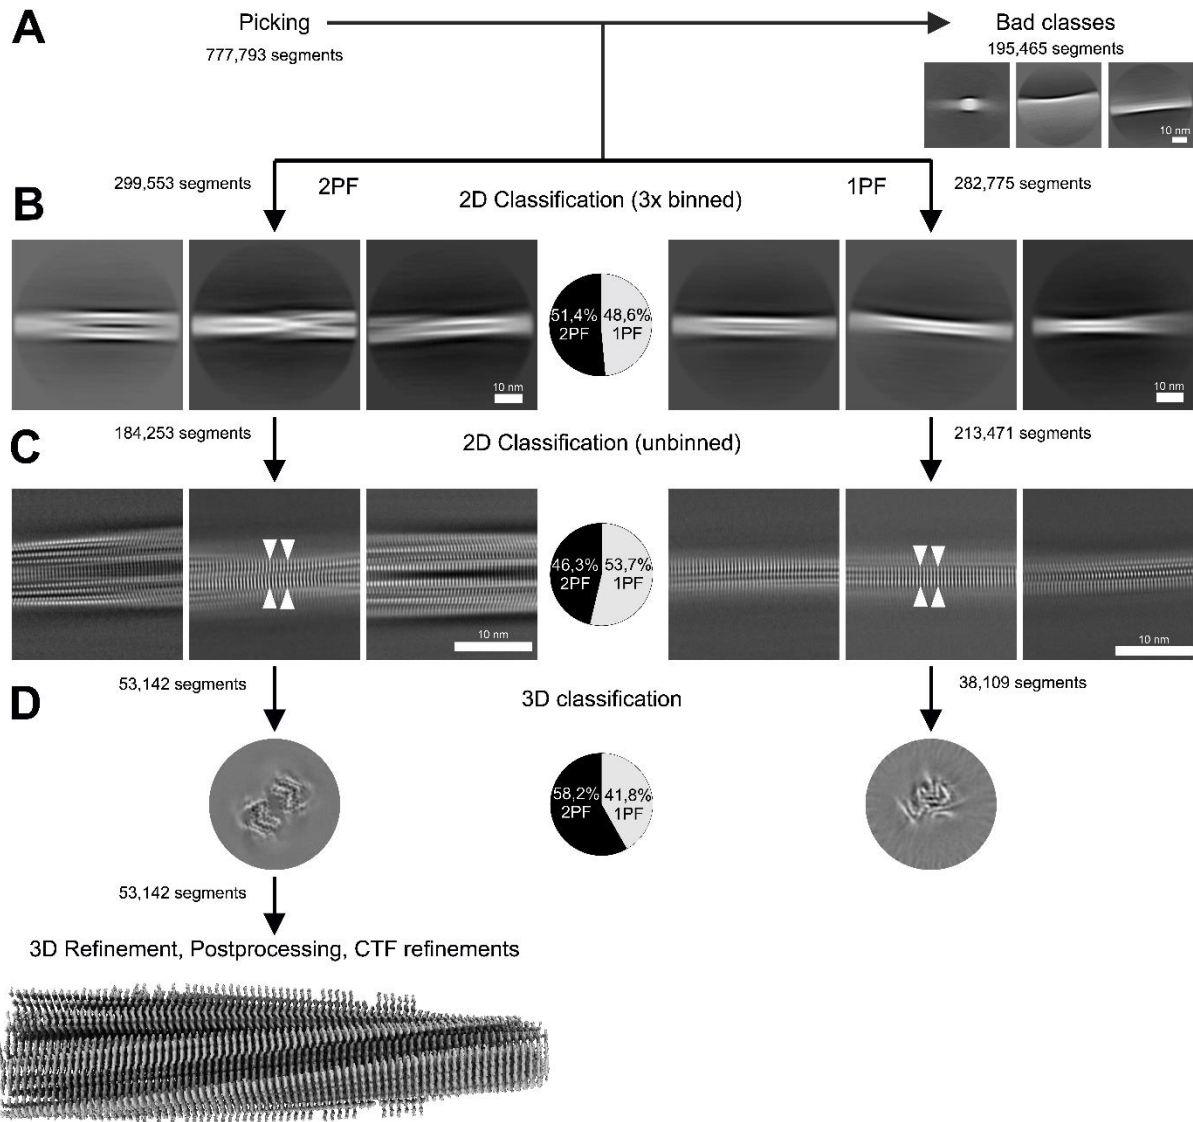 A
Picking
777,793 segments
Bad classes
195,465 segments
10 nm
299,553 segments
2PF
1PF
282,775 segments
B
2D Classification (3x binned)
51,4%
2PF
48,6%
1PF
10 nm
10 nm
184,253 segments
213,471 segments
C
2D Classification (unbinned)
46,3%
2PF
53,7%
1PF
10 nm
10 nm
53,142 segments
38,109 segments
D
3D classification
58,2%
2PF
41,8%
1PF
53,142 segments
3D Refinement, Postprocessing, CTF refinements